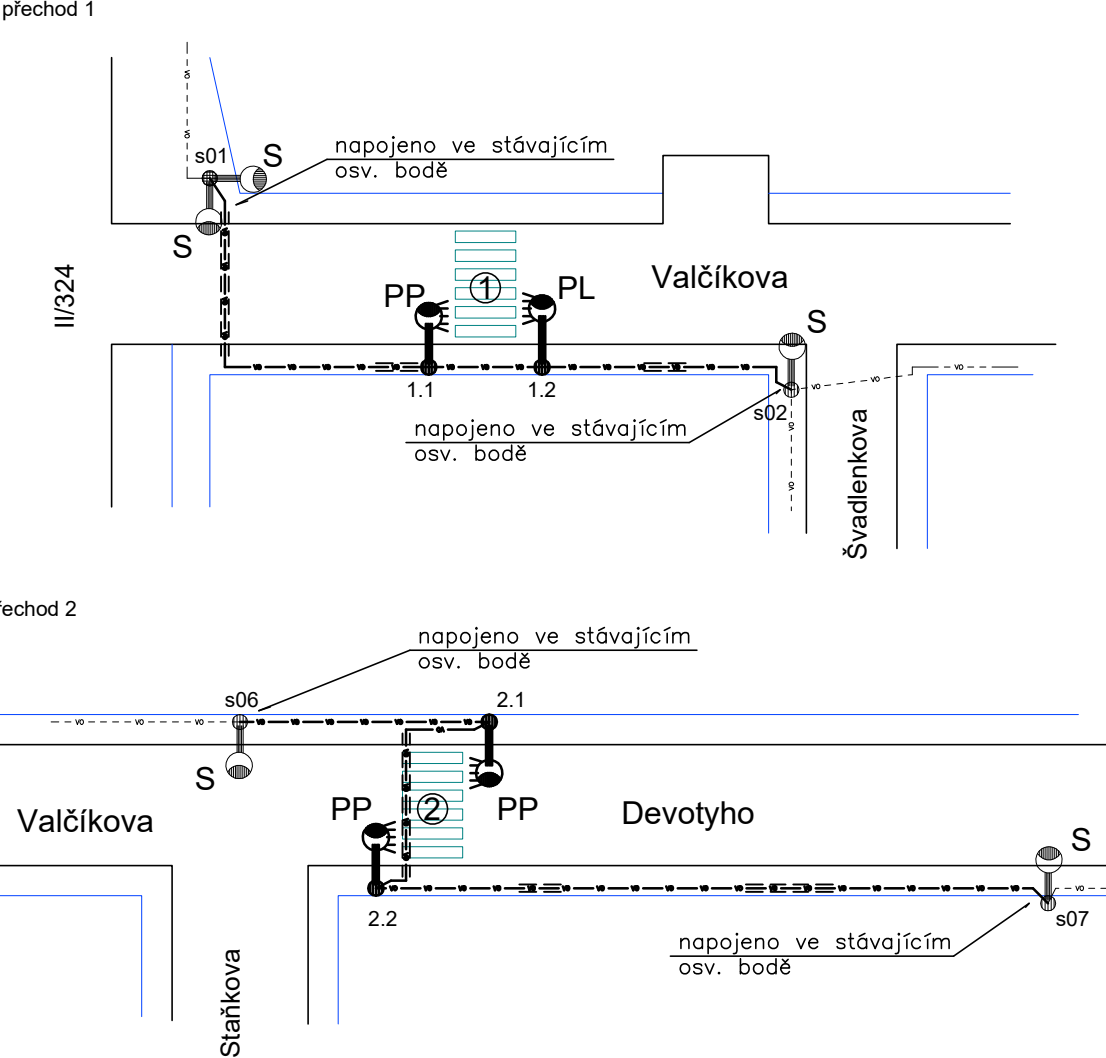 přechod 1
s01
S
S
napojeno ve stávajícím
osv. bodě
II/324
PP
1
PL
Valčíkova
S
1.1
1.2
s02
napojeno ve stávajícím
osv. bodě
Švadlenkova
řechod 2
napojeno ve stávajícím
osv. bodě
s06
2.1
S
PP
2
PP
Valčíkova
Devotyho
S
2.2
s07
napojeno ve stávajícím
osv. bodě
Staňkova